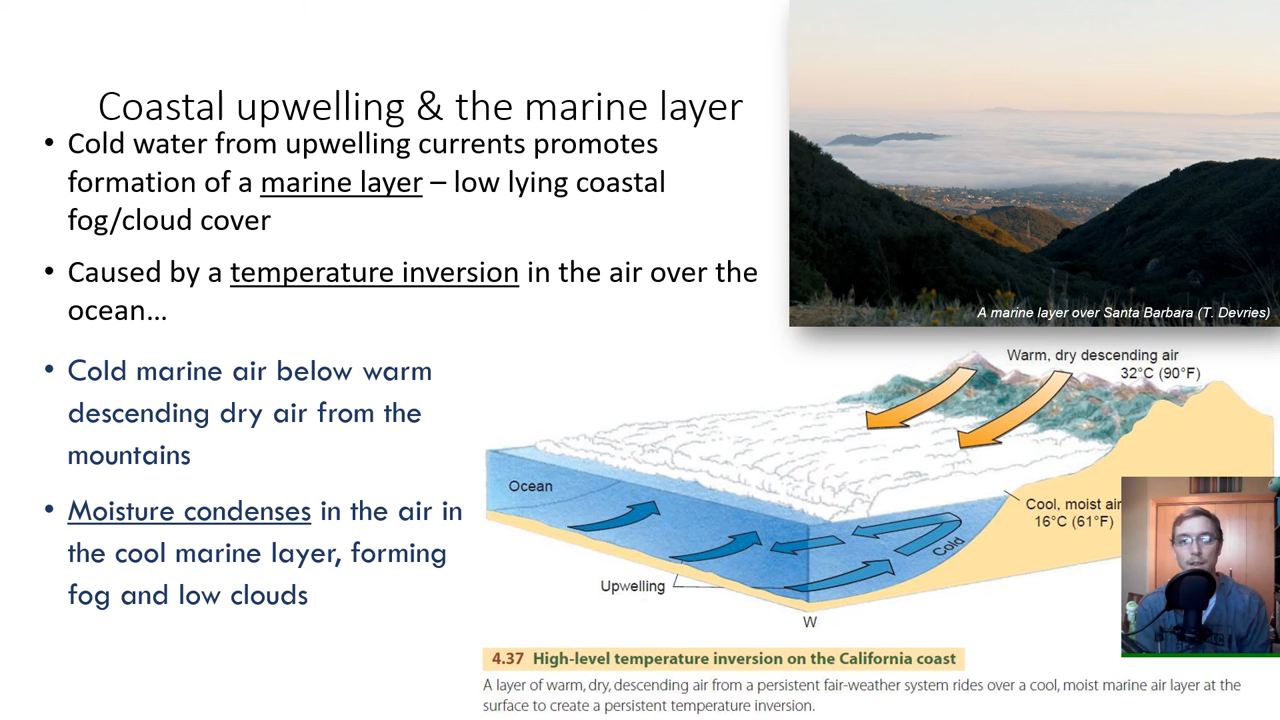 Coastal upwelling & the marine layer
• Cold water from upwelling currents promotes
formation of a marine layer – low lying coastal
fog/cloud cover
• Caused by a temperature inversion in the air over the
ocean...
• Cold marine air below warm
descending dry air from the
mountains
• Moisture condenses in the air in
the cool marine layer, forming
fog and low clouds
A marine layer over Santa Barbara (T. Devries)
Warm, dry descending air
32°C (90°F)
Ocean
Cool, moist air
16°C (61°F)
Cold
Upwelling
W
4.37 High-level temperature inversion on the California coast
A layer of warm, dry, descending air from a persistent fair-weather system rides over a cool, moist marine air layer at the
surface to create a persistent temperature inversion.